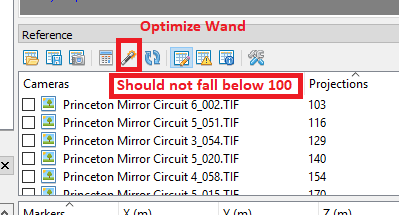 Optimize Wand
Reference
Cameras Projections
Should not fall below 100
Princeton Mirror Circuit 6_002.TIF 103
Princeton Mirror Circuit 5_051.TIF 116
Princeton Mirror Circuit 3_054.TIF 129
Princeton Mirror Circuit 5_020.TIF 140
Princeton Mirror Circuit 4_058.TIF 154
Princeton Mirror Circuit 5_015.TIF 170
Markers X (m) Y (m) Z (m)